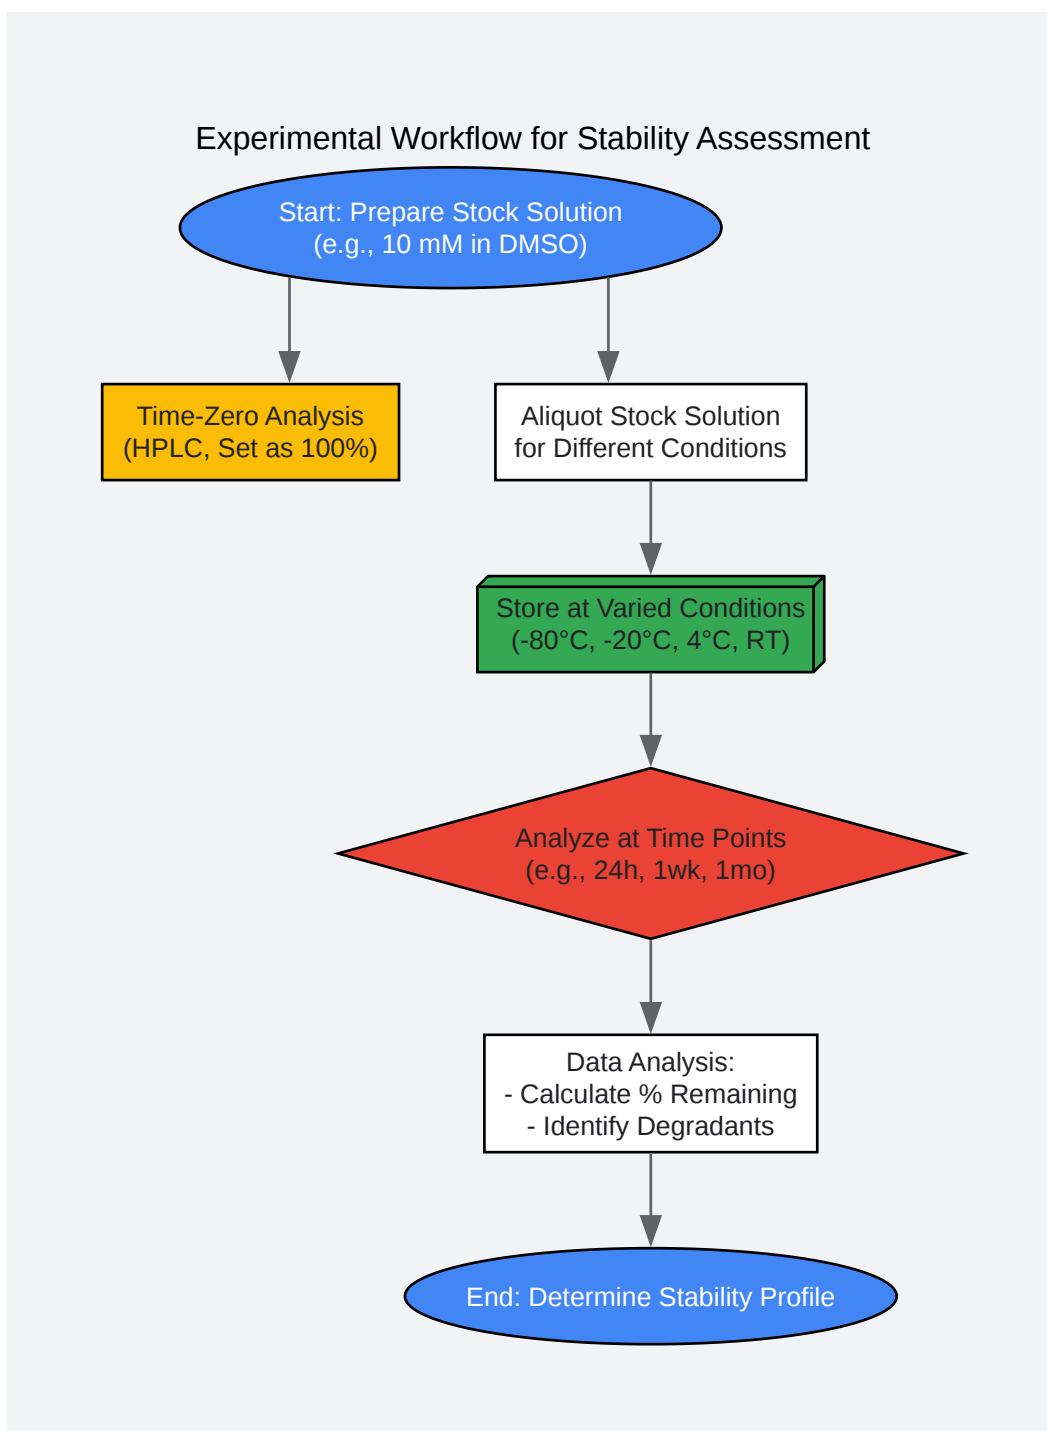 Experimental Workflow for Stability Assessment
Start: Prepare Stock Solution
(e.g., 10 mM in DMSO)
Time-Zero Analysis
(HPLC, Set as 100%)
Aliquot Stock Solution
for Different Conditions
Store at Varied Conditions
(-80°C, -20°C, 4°C, RT)
Analyze at Time Points
(e.g., 24h, 1wk, 1mo)
Data Analysis:
- Calculate % Remaining
- Identify Degradants
End: Determine Stability Profile